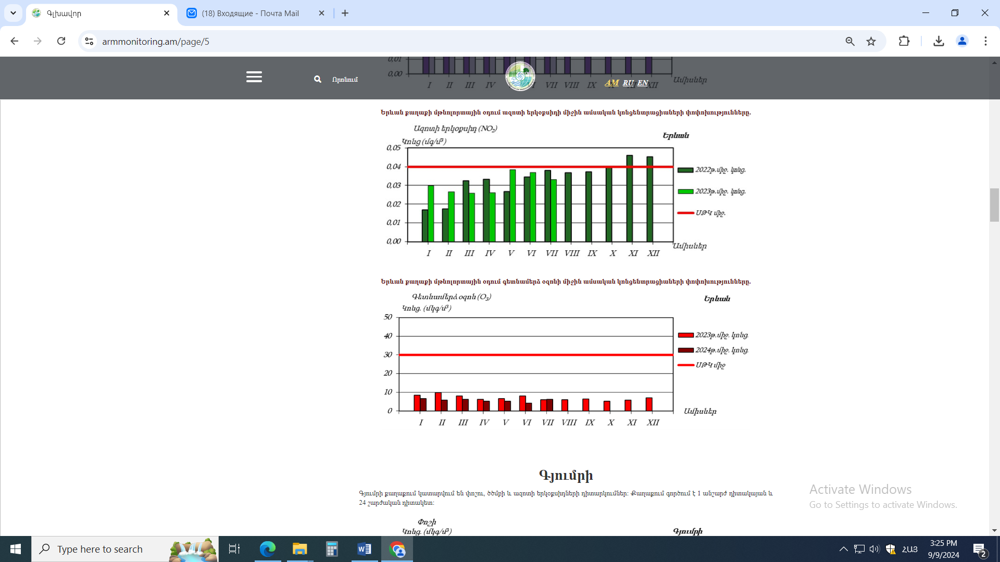 Գլխավոր
(18) Входящие - Почта Mail
armmonitoring.am/page/5
0,01
0,00
I II III IV VII VIII IX XII
Ամիսներ
Որոնում
AM RU EN
Երևան քաղաքի մթնոլորտային օդում ազոտի երկօքսիդի միջին ամսական կոնցենտրացիաների փոփոխությունները.
Ազոտի երկօքսիդ (NO₂)
Կոնց (մգ/մ³)
Երևան
0,05
0,04
0,03
0,02
0,01
0,00
I II III IV V VI VII VIII IX X XI XII
Ամիսներ
2022թ.միջ. կոնց.
2023թ.միջ. կոնց.
ՍԹԿ միջ.
Երևան քաղաքի մթնոլորտային օդում գետնամերձ օզոնի միջին ամսական կոնցենտրացիաների փոփոխությունները.
Գետնամերձ օզոն (O₃)
Կոնց. (մկգ/մ³)
Երևան
50
40
30
20
10
0
I II III IV V VI VII VIII IX X XI XII
Ամիսներ
2023թ.միջ. կոնց.
2024թ.միջ. կոնց.
ՍԹԿ միջ
Գյումրի
Գյումրի քաղաքում կատարվում են փոշու, ծծմբի և ազոտի երկօքսիդների դիտարկումներ: Քաղաքում գործում է 1 անշարժ դիտակայան և
24 շարժական դիտակետ:
Փոշի
Կոնց. (մկգ/մ³)
Գյումրի
Activate Windows
Go to Settings to activate Windows.
Type here to search
ՀԱՅ
3:25 PM
9/9/2024
2